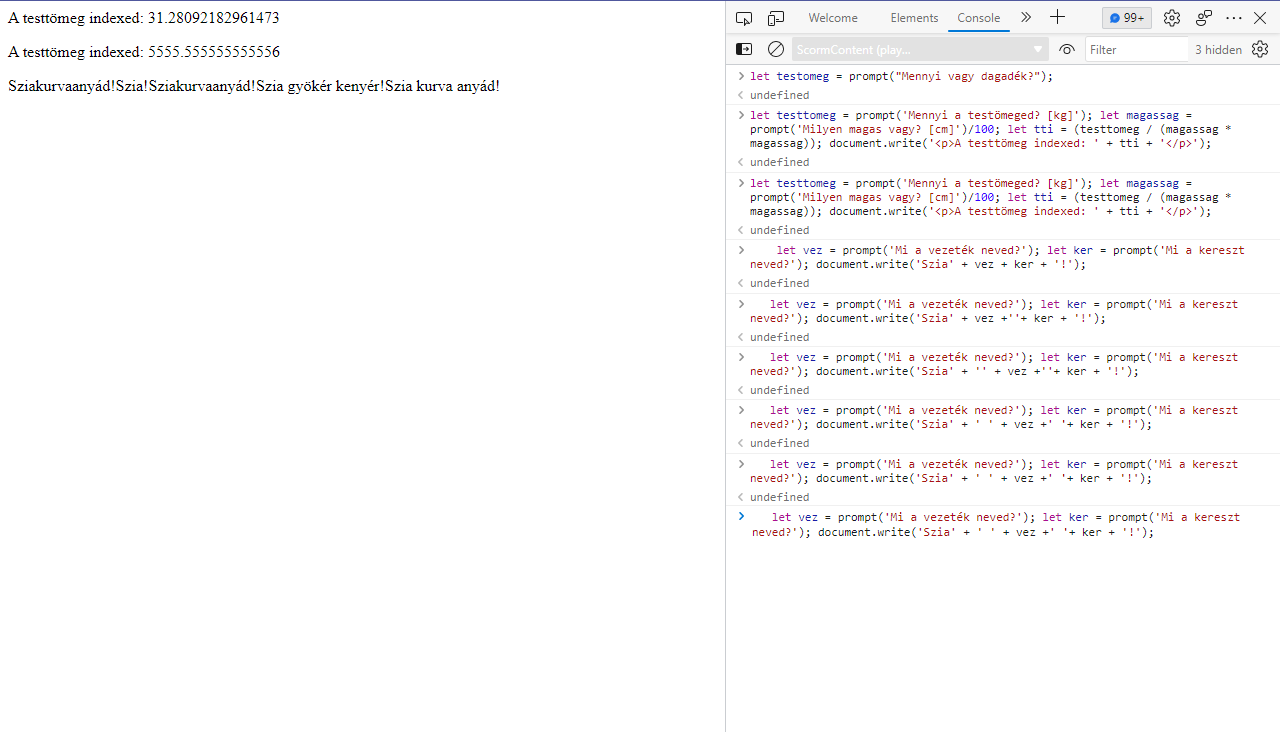 A testtömeg indexed: 31.28092182961473
A testtömeg indexed: 5555.555555555556
Sziakurvaanyád!Szia!Sziakurvaanyád!Szia gyökér kenyér!Szia kurva anyád!
Welcome Elements Console 99+
ScormContent (play... Filter 3 hidden
let testomeg = prompt("Mennyi vagy dagadék?");
undefined
let testtomeg = prompt('Mennyi a testömeged? [kg]'); let magassag =
prompt('Milyen magas vagy? [cm]')/100; let tti = (testtomeg / (magassag *
magassag)); document.write('<p>A testtömeg indexed: ' + tti + '</p>');
undefined
let testtomeg = prompt('Mennyi a testömeged? [kg]'); let magassag =
prompt('Milyen magas vagy? [cm]')/100; let tti = (testtomeg / (magassag *
magassag)); document.write('<p>A testtömeg indexed: ' + tti + '</p>');
undefined
let vez = prompt('Mi a vezeték neved?'); let ker = prompt('Mi a kereszt
neved?'); document.write('Szia' + vez + ker + '!');
undefined
let vez = prompt('Mi a vezeték neved?'); let ker = prompt('Mi a kereszt
neved?'); document.write('Szia' + vez +''+ ker + '!');
undefined
let vez = prompt('Mi a vezeték neved?'); let ker = prompt('Mi a kereszt
neved?'); document.write('Szia' + '' + vez +''+ ker + '!');
undefined
let vez = prompt('Mi a vezeték neved?'); let ker = prompt('Mi a kereszt
neved?'); document.write('Szia' + ' ' + vez +' '+ ker + '!');
undefined
let vez = prompt('Mi a vezeték neved?'); let ker = prompt('Mi a kereszt
neved?'); document.write('Szia' + ' ' + vez +' '+ ker + '!');
undefined
let vez = prompt('Mi a vezeték neved?'); let ker = prompt('Mi a kereszt
neved?'); document.write('Szia' + ' ' + vez +' '+ ker + '!');